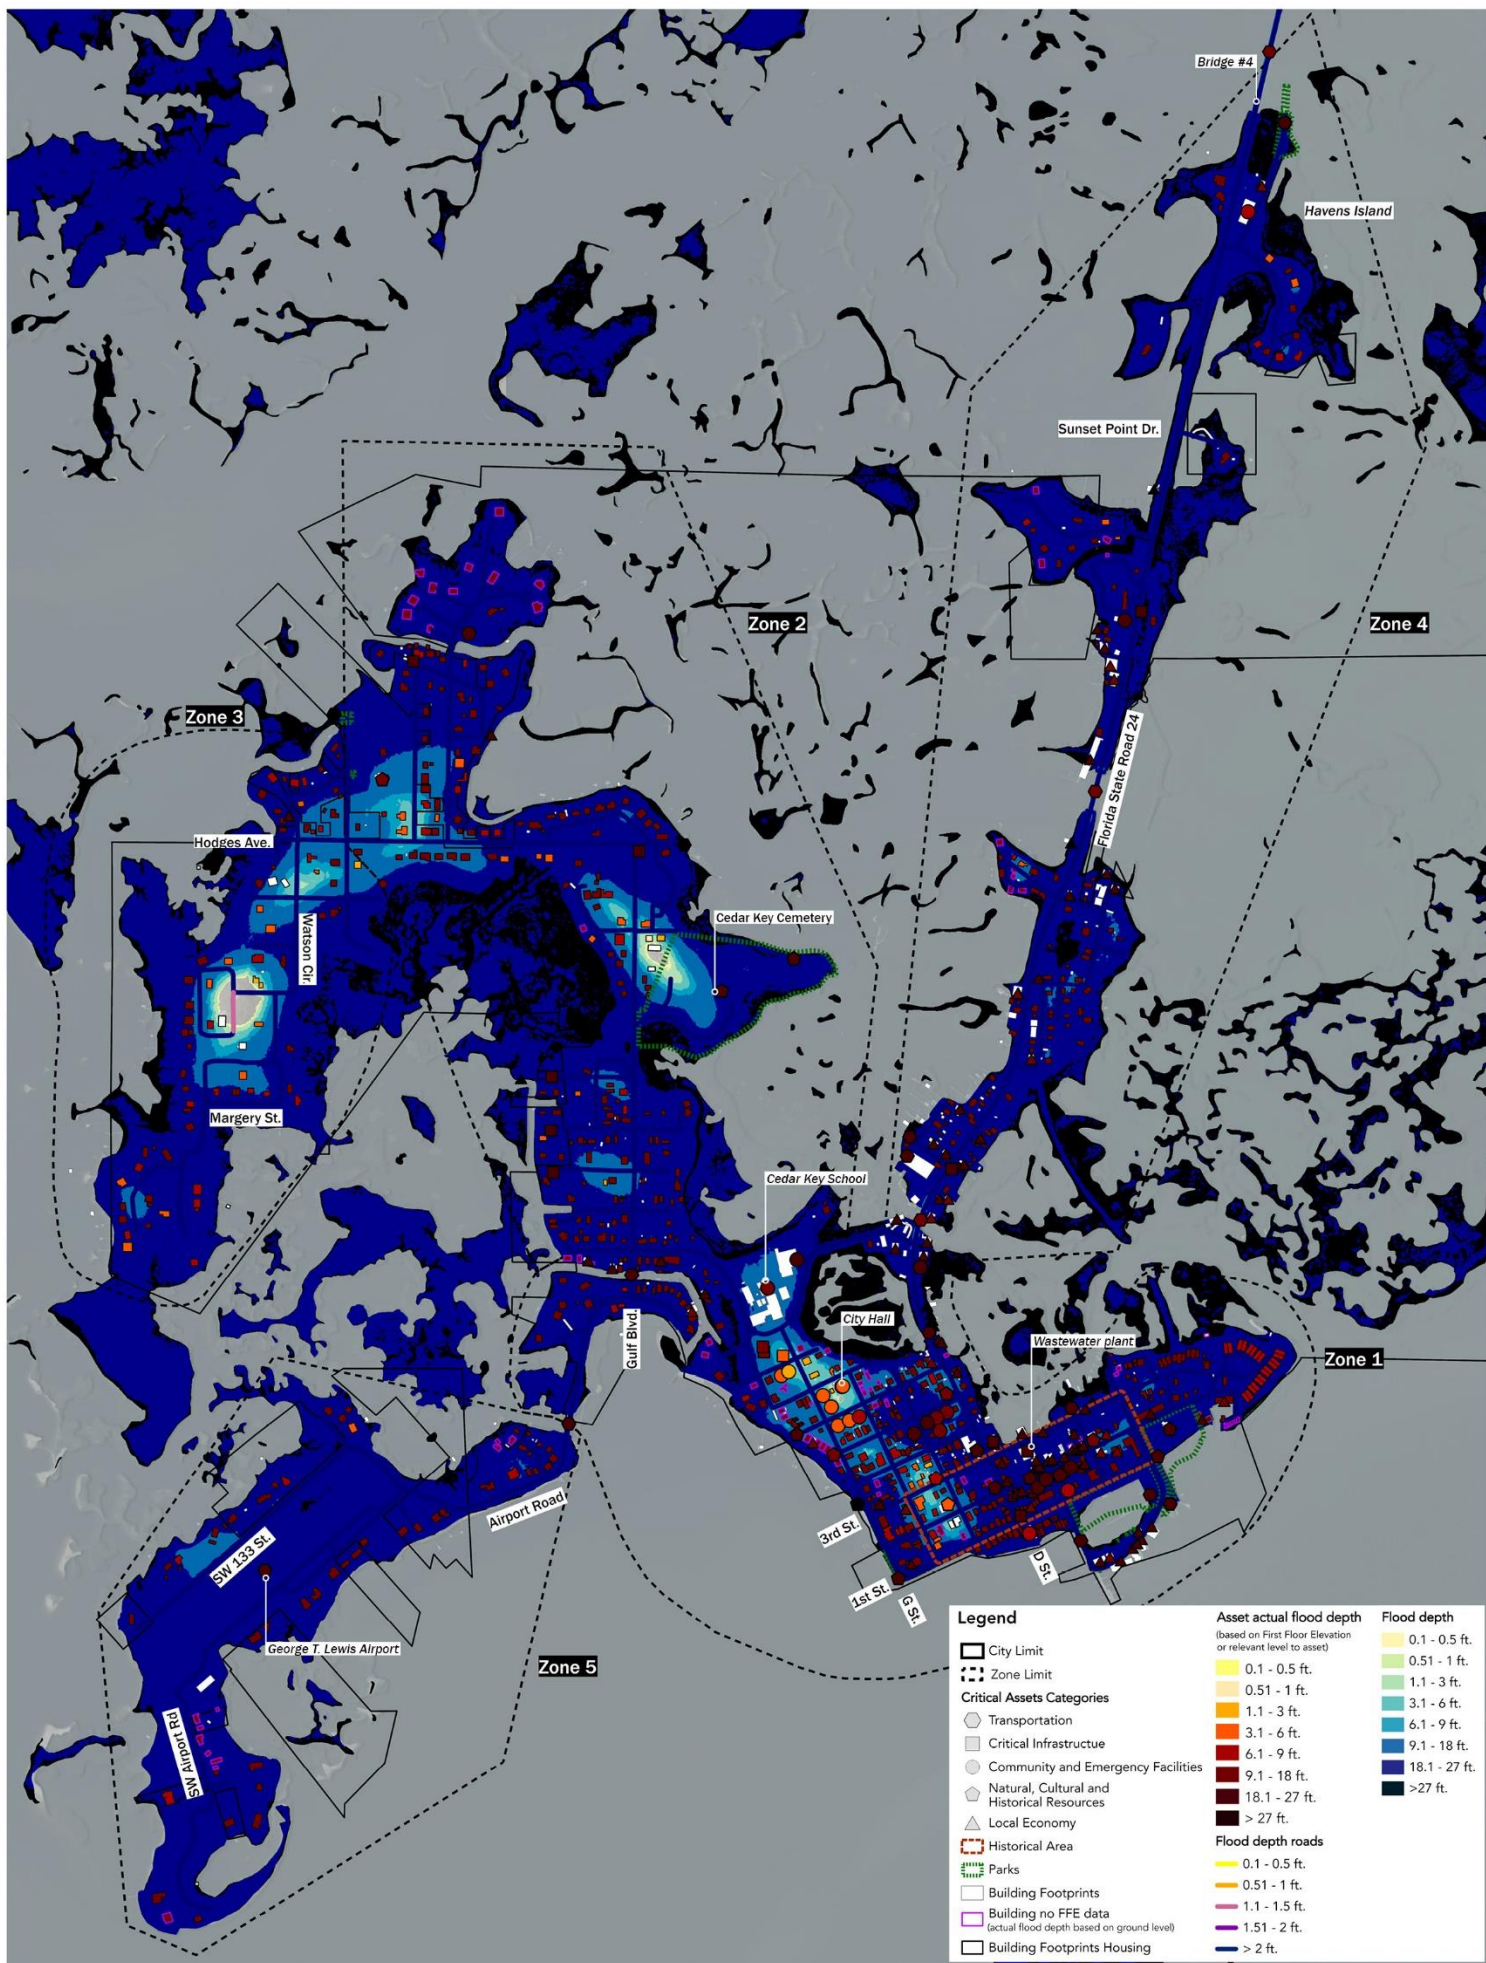 Bridge #4
Havens Island
Sunset Point Dr.
Zone 2
Zone 4
Zone 3
Florida State Road 24
Hodges Ave.
Watson Cir.
Cedar Key Cemetery
Margery St.
Cedar Key School
City Hall
Gulf Blvd.
Wastewater plant
Zone 1
Airport Road
3rd St.
SW 133 St.
D St.
1st St.
G St.
George T. Lewis Airport
Zone 5
SW Airport Rd
Legend
City Limit
Zone Limit
Critical Assets Categories
Transportation
Critical Infrastructue
Community and Emergency Facilities
Natural, Cultural and
Historical Resources
Local Economy
Historical Area
Parks
Building Footprints
Building no FFE data
(actual flood depth based on ground level)
Building Footprints Housing
Asset actual flood depth
(based on First Floor Elevation
or relevant level to asset)
0.1 - 0.5 ft.
0.51 - 1 ft.
1.1 - 3 ft.
3.1 - 6 ft.
6.1 - 9 ft.
9.1 - 18 ft.
18.1 - 27 ft.
> 27 ft.
Flood depth roads
0.1 - 0.5 ft.
0.51 - 1 ft.
1.1 - 1.5 ft.
1.51 - 2 ft.
> 2 ft.
Flood depth
0.1 - 0.5 ft.
0.51 - 1 ft.
1.1 - 3 ft.
3.1 - 6 ft.
6.1 - 9 ft.
9.1 - 18 ft.
18.1 - 27 ft.
>27 ft.